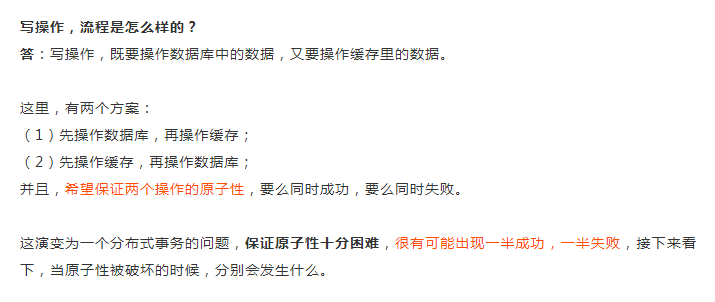 写操作，流程是怎么样的？
答：写操作，既要操作数据库中的数据，又要操作缓存里的数据。
这里，有两个方案：
（1）先操作数据库，再操作缓存；
（2）先操作缓存，再操作数据库；
并且，希望保证两个操作的原子性，要么同时成功，要么同时失败。
这演变为一个分布式事务的问题，保证原子性十分困难，很有可能出现一半成功，一半失败，接下来看
下，当原子性被破坏的时候，分别会发生什么。